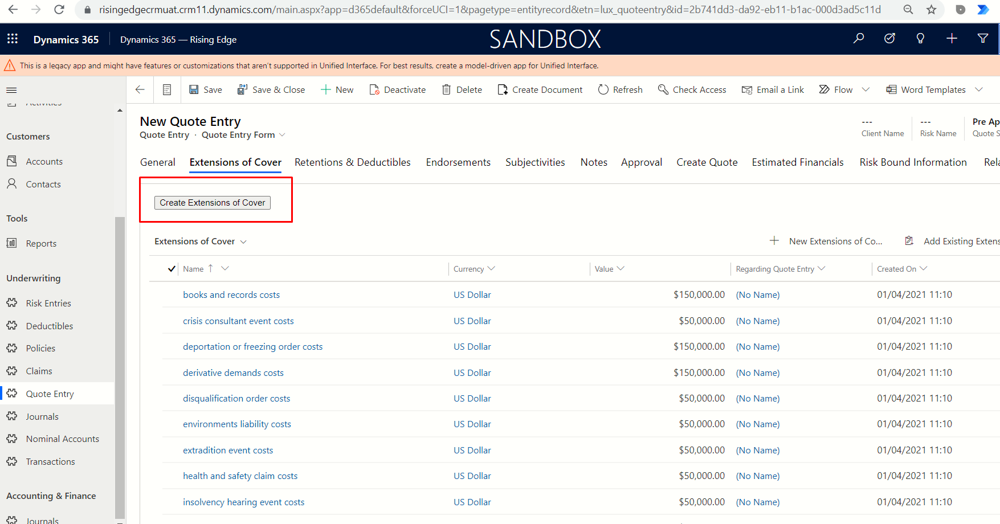 risingedgecrmuat.crm11.dynamics.com/main.aspx?app=d365default&forceUCI=1&pagetype=entityrecord&etn=lux_quoteentry&id=2b741dd3-da92-eb11-b1ac-000d3ad5c11d
Dynamics 365
Dynamics 365 — Rising Edge
SANDBOX
This is a legacy app and might have features or customizations that aren't supported in Unified Interface. For best results, create a model-driven app for Unified Interface.
Save
Save & Close
New
Deactivate
Delete
Create Document
Refresh
Check Access
Email a Link
Flow
Word Templates
Activities
Customers
Accounts
Contacts
Tools
Reports
Underwriting
Risk Entries
Deductibles
Policies
Claims
Quote Entry
Journals
Nominal Accounts
Transactions
Accounting & Finance
Journals
New Quote Entry
Quote Entry · Quote Entry Form
---
Client Name
---
Risk Name
Pre Ap
Quote S
General
Extensions of Cover
Retentions & Deductibles
Endorsements
Subjectivities
Notes
Approval
Create Quote
Estimated Financials
Risk Bound Information
Rela
Create Extensions of Cover
Extensions of Cover
New Extensions of Co...
Add Existing Extens
Name Currency Value Regarding Quote Entry Created On
books and records costs US Dollar $150,000.00 (No Name) 01/04/2021 11:10
crisis consultant event costs US Dollar $50,000.00 (No Name) 01/04/2021 11:10
deportation or freezing order costs US Dollar $150,000.00 (No Name) 01/04/2021 11:10
derivative demands costs US Dollar $150,000.00 (No Name) 01/04/2021 11:10
disqualification order costs US Dollar $50,000.00 (No Name) 01/04/2021 11:10
environments liability costs US Dollar $50,000.00 (No Name) 01/04/2021 11:10
extradition event costs US Dollar $50,000.00 (No Name) 01/04/2021 11:10
health and safety claim costs US Dollar $50,000.00 (No Name) 01/04/2021 11:10
insolvency hearing event costs US Dollar $50,000.00 (No Name) 01/04/2021 11:10